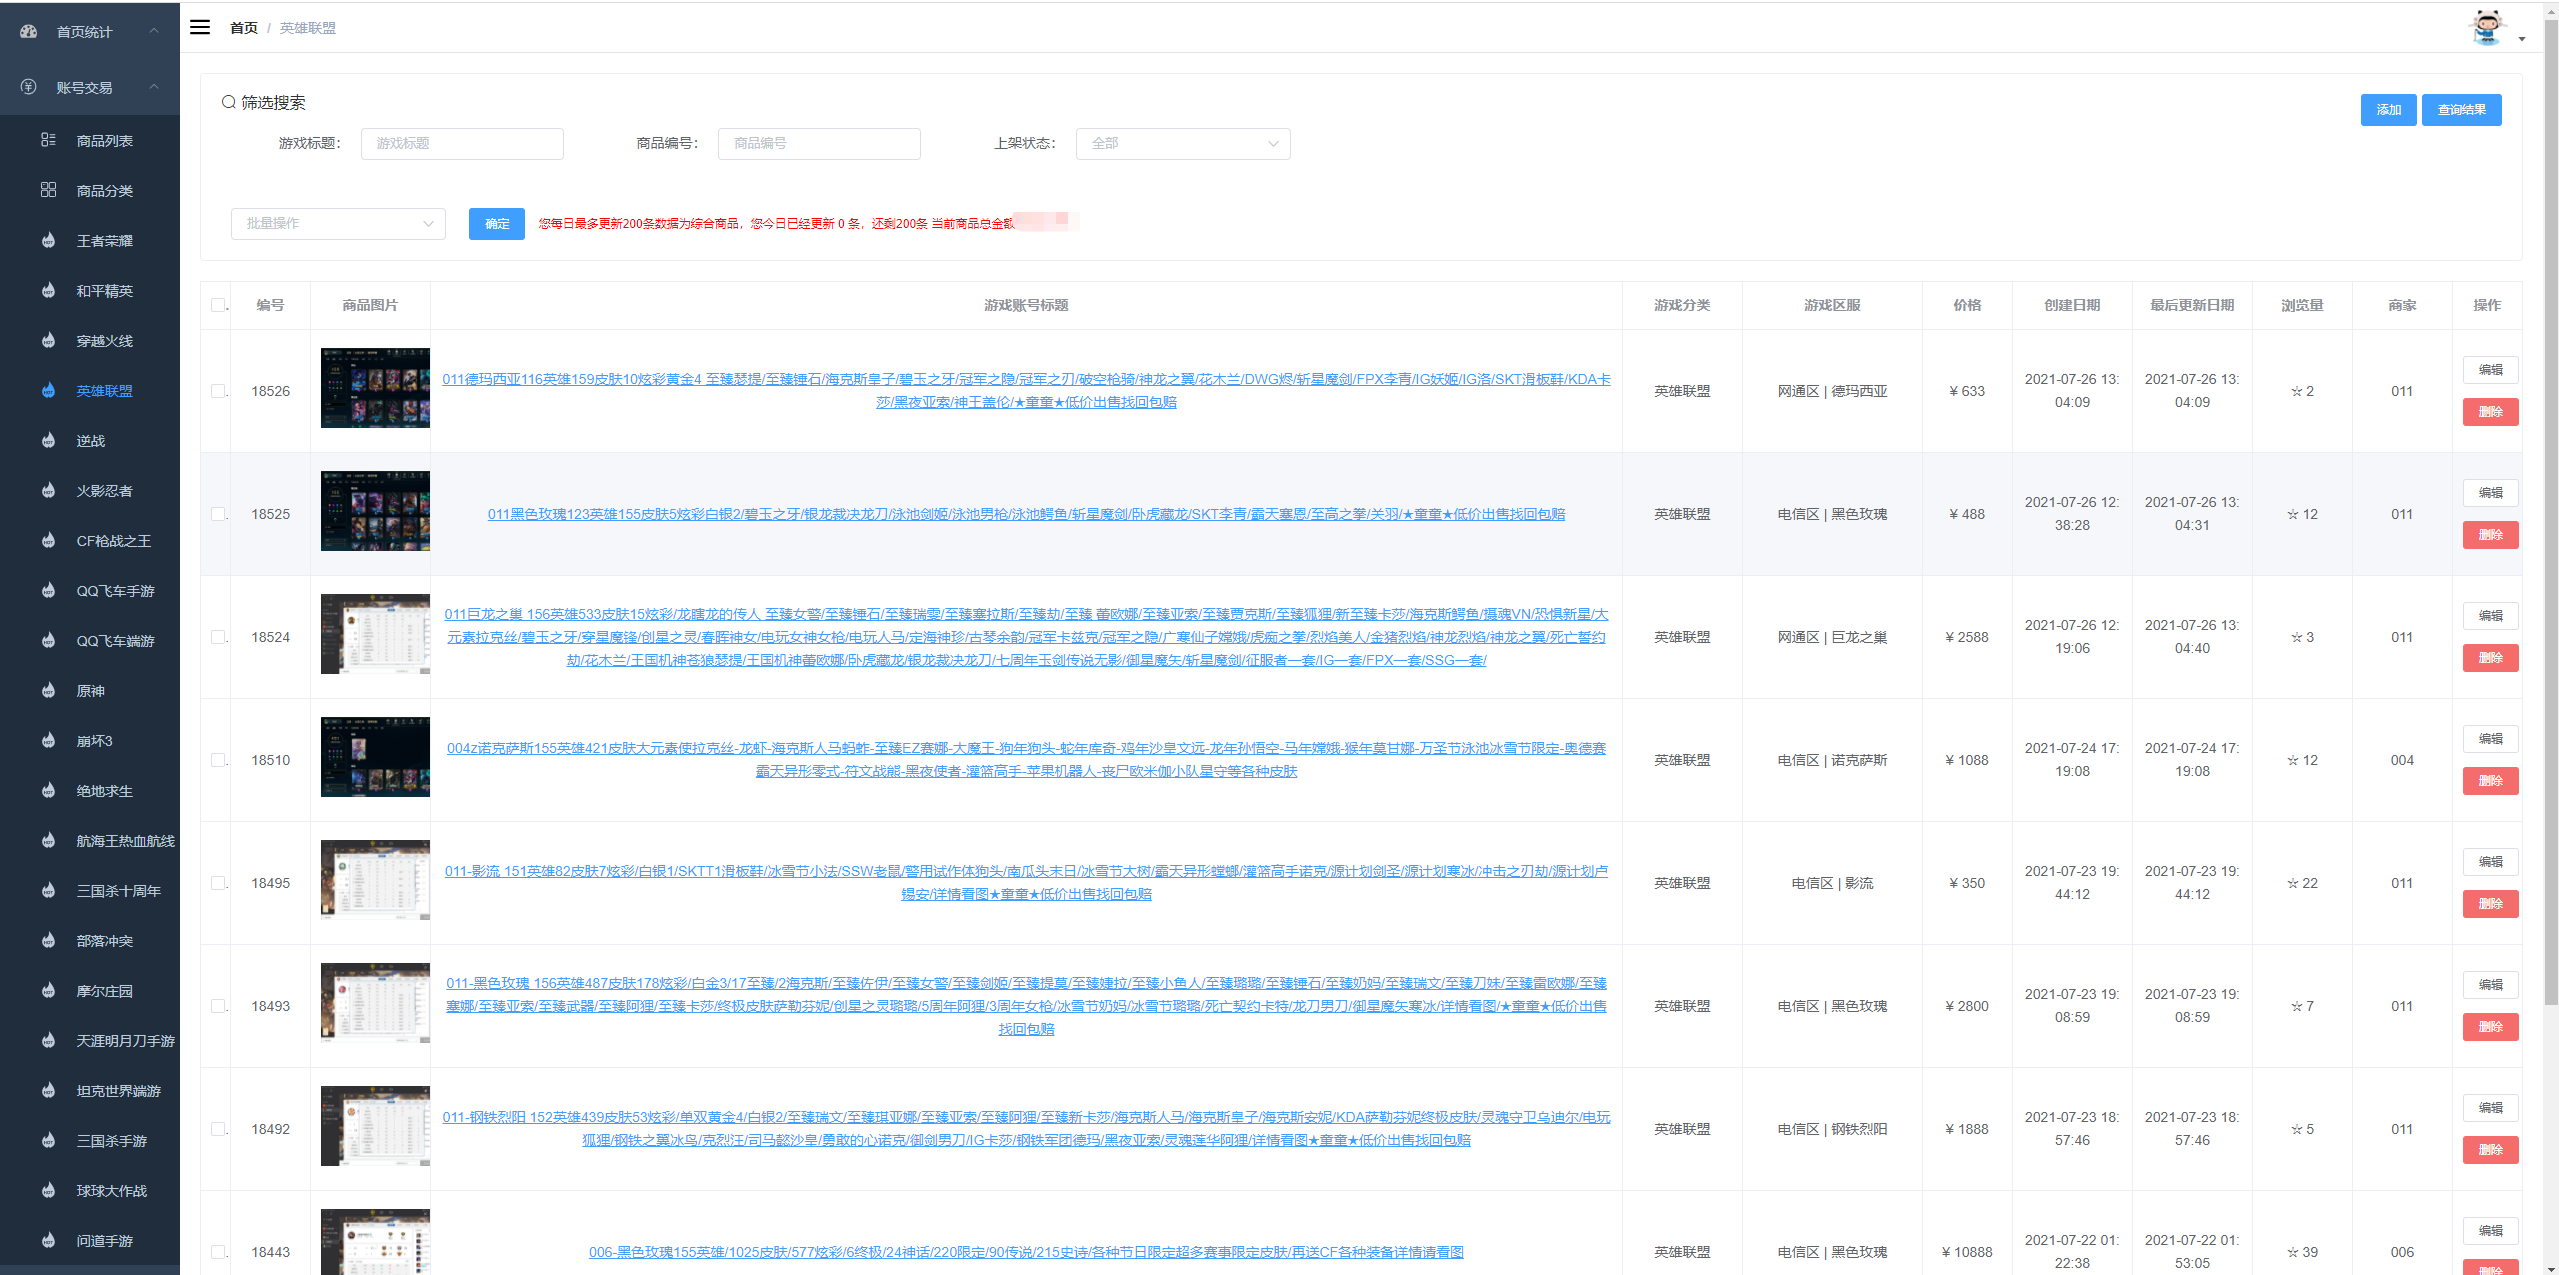 首页统计
账号交易
商品列表
商品分类
王者荣耀
和平精英
穿越火线
英雄联盟
逆战
火影忍者
CF枪战之王
QQ飞车手游
QQ飞车端游
原神
崩坏3
绝地求生
航海王热血航线
三国杀十周年
部落冲突
摩尔庄园
天涯明月刀手游
坦克世界端游
三国杀手游
球球大作战
问道手游
首页 / 英雄联盟
筛选搜索
添加 查询结果
游戏标题： 游戏标题 商品编号： 商品编号 上架状态： 全部
批量操作 确定 您每日最多更新200条数据为综合商品，您今日已经更新 0 条，还剩200条 当前商品总金额
编号 商品图片 游戏账号标题 游戏分类 游戏区服 价格 创建日期 最后更新日期 浏览量 商家 操作
18526
011德玛西亚116英雄159皮肤10炫彩黄金4 至臻瑟提/至臻锤石/海克斯皇子/碧玉之牙/冠军之隐/冠军之刃/破空枪骑/神龙之翼/花木兰/DWG烬/斩星魔剑/FPX李青/IG妖姬/IG洛/SKT滑板鞋/KDA卡
莎/黑夜亚索/神王盖伦/★童童★低价出售找回包赔
英雄联盟 网通区 | 德玛西亚 ¥ 633
2021-07-26 13:
04:09
2021-07-26 13:
04:09
2 011
编辑
删除
18525
011黑色玫瑰123英雄155皮肤5炫彩白银2/碧玉之牙/银龙裁决龙刀/泳池剑姬/泳池男枪/泳池鳄鱼/斩星魔剑/卧虎藏龙/SKT李青/霸天塞恩/至高之拳/关羽/★童童★低价出售找回包赔
英雄联盟 电信区 | 黑色玫瑰 ¥ 488
2021-07-26 12:
38:28
2021-07-26 13:
04:31
12 011
编辑
删除
18524
011巨龙之巢 156英雄533皮肤15炫彩/龙瞎龙的传人 至臻女警/至臻锤石/至臻瑞雯/至臻塞拉斯/至臻劫/至臻 蕾欧娜/至臻亚索/至臻贾克斯/至臻狐狸/新至臻卡莎/海克斯鳄鱼/摄魂VN/恐惧新星/大
元素拉克丝/碧玉之牙/穿星魔锋/创星之灵/春晖神女/电玩女神女枪/电玩人马/定海神珍/古琴余韵/冠军卡兹克/冠军之隐/广寒仙子嫦娥/虎痴之拳/烈焰美人/金猪烈焰/神龙烈焰/神龙之翼/死亡誓约
劫/花木兰/王国机神苍狼瑟提/王国机神蕾欧娜/卧虎藏龙/银龙裁决龙刀/七周年玉剑传说无影/御星魔矢/斩星魔剑/征服者一套/IG一套/FPX一套/SSG一套/
英雄联盟 网通区 | 巨龙之巢 ¥ 2588
2021-07-26 12:
19:06
2021-07-26 13:
04:40
3 011
编辑
删除
18510
004z诺克萨斯155英雄421皮肤大元素使拉克丝-龙虾-海克斯人马蚂蚱-至臻EZ赛娜-大魔王-狗年狗头-蛇年库奇-鸡年沙皇文远-龙年孙悟空-马年嫦娥-猴年莫甘娜-万圣节泳池冰雪节限定-奥德赛
霸天异形零式-符文战熊-黑夜使者-灌篮高手-苹果机器人-丧尸欧米伽小队星守等各种皮肤
英雄联盟 电信区 | 诺克萨斯 ¥ 1088
2021-07-24 17:
19:08
2021-07-24 17:
19:08
12 004
编辑
删除
18495
011-影流 151英雄82皮肤7炫彩/白银1/SKTT1滑板鞋/冰雪节小法/SSW老鼠/警用试作体狗头/南瓜头末日/冰雪节大树/霸天异形螳螂/灌篮高手诺克/源计划剑圣/源计划寒冰/冲击之刃劫/源计划卢
锡安/详情看图★童童★低价出售找回包赔
英雄联盟 电信区 | 影流 ¥ 350
2021-07-23 19:
44:12
2021-07-23 19:
44:12
22 011
编辑
删除
18493
011-黑色玫瑰 156英雄487皮肤178炫彩/白金3/17至臻/2海克斯/至臻佐伊/至臻女警/至臻剑姬/至臻提莫/至臻婕拉/至臻小鱼人/至臻璐璐/至臻锤石/至臻奶妈/至臻瑞文/至臻刀妹/至臻雷欧娜/至臻
塞娜/至臻亚索/至臻武器/至臻阿狸/至臻卡莎/终极皮肤萨勒芬妮/创星之灵璐璐/5周年阿狸/3周年女枪/冰雪节奶妈/冰雪节璐璐/死亡契约卡特/龙刀男刀/御星魔矢寒冰/详情看图/★童童★低价出售
找回包赔
英雄联盟 电信区 | 黑色玫瑰 ¥ 2800
2021-07-23 19:
08:59
2021-07-23 19:
08:59
7 011
编辑
删除
18492
011-钢铁烈阳 152英雄439皮肤53炫彩/单双黄金4/白银2/至臻瑞文/至臻琪亚娜/至臻亚索/至臻阿狸/至臻新卡莎/海克斯人马/海克斯皇子/海克斯安妮/KDA萨勒芬妮终极皮肤/灵魂守卫乌迪尔/电玩
狐狸/钢铁之翼冰鸟/克烈汪/司马懿沙皇/勇敢的心诺克/御剑男刀/IG卡莎/钢铁军团德玛/黑夜亚索/灵魂莲华阿狸/详情看图★童童★低价出售找回包赔
英雄联盟 电信区 | 钢铁烈阳 ¥ 1888
2021-07-23 18:
57:46
2021-07-23 18:
57:46
5 011
编辑
删除
18443
006-黑色玫瑰155英雄/1025皮肤/577炫彩/6终极/24神话/220限定/90传说/215史诗/各种节日限定超多赛事限定皮肤/再送CF各种装备详情请看图
英雄联盟 电信区 | 黑色玫瑰 ¥ 10888
2021-07-22 01:
22:38
2021-07-22 01:
53:05
39 006
编辑
删除